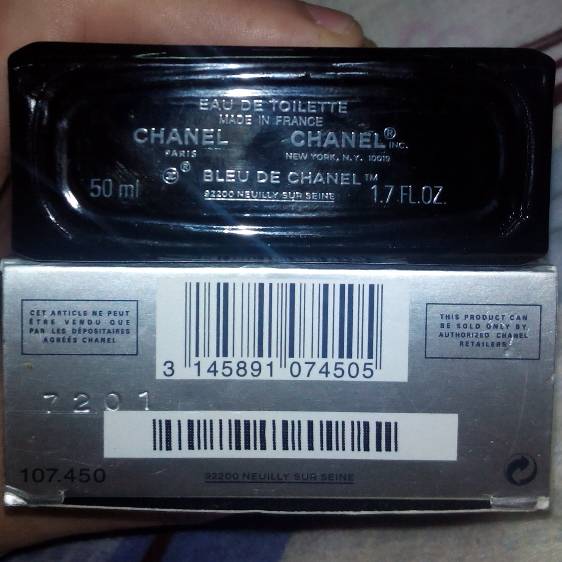 EAU DE TOILETTE
MADE IN FRANCE
CHANEL CHANEL® INC.
PARIS NEW YORK, N.Y. 10019
® BLEU DE CHANEL™
50 ml 92200 NEUILLY SUR SEINE 1.7 FL.OZ.
CET ARTICLE NE PEUT
ÊTRE VENDU QUE
PAR LES DÉPOSITAIRES
AGRÉÉS CHANEL
3 145891 074505
THIS PRODUCT CAN
BE SOLD ONLY BY
AUTHORIZED CHANEL
RETAILERS
7201
107.450
92200 NEUILLY SUR SEINE